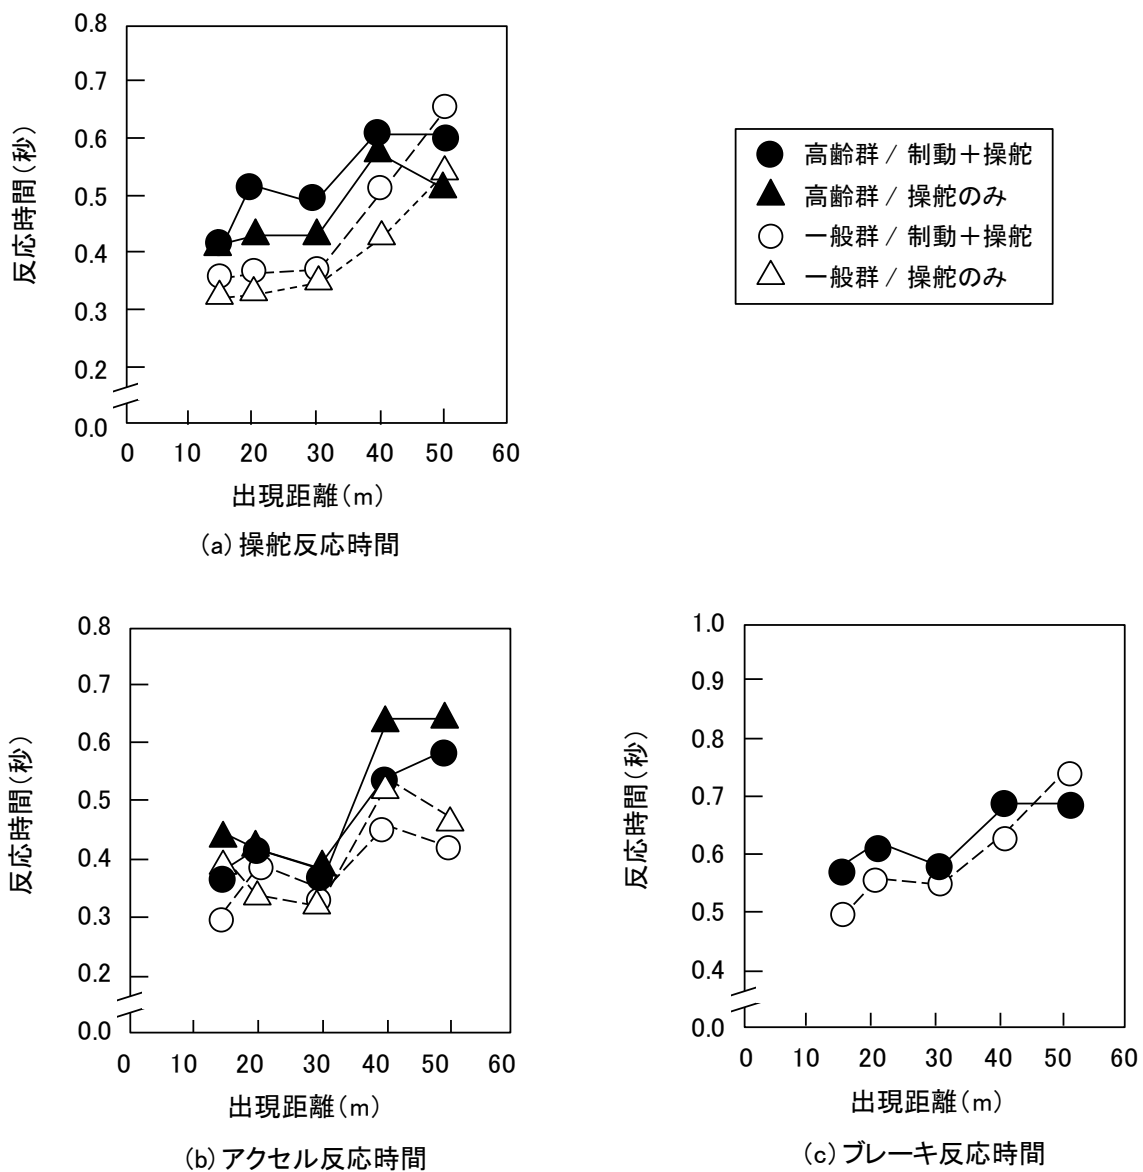 0.8
0.7
0.6
0.5
0.4
0.3
0.2
0.0
反応時間(秒)
0 10 20 30 40 50 60
出現距離(m)
(a)操舵反応時間
高齢群 / 制動＋操舵
高齢群 / 操舵のみ
一般群 / 制動＋操舵
一般群 / 操舵のみ
0.8
0.7
0.6
0.5
0.4
0.3
0.2
0.0
反応時間(秒)
0 10 20 30 40 50 60
出現距離(m)
(b)アクセル反応時間
1.0
0.9
0.8
0.7
0.6
0.5
0.4
0.0
反応時間(秒)
0 10 20 30 40 50 60
出現距離(m)
(c)ブレーキ反応時間